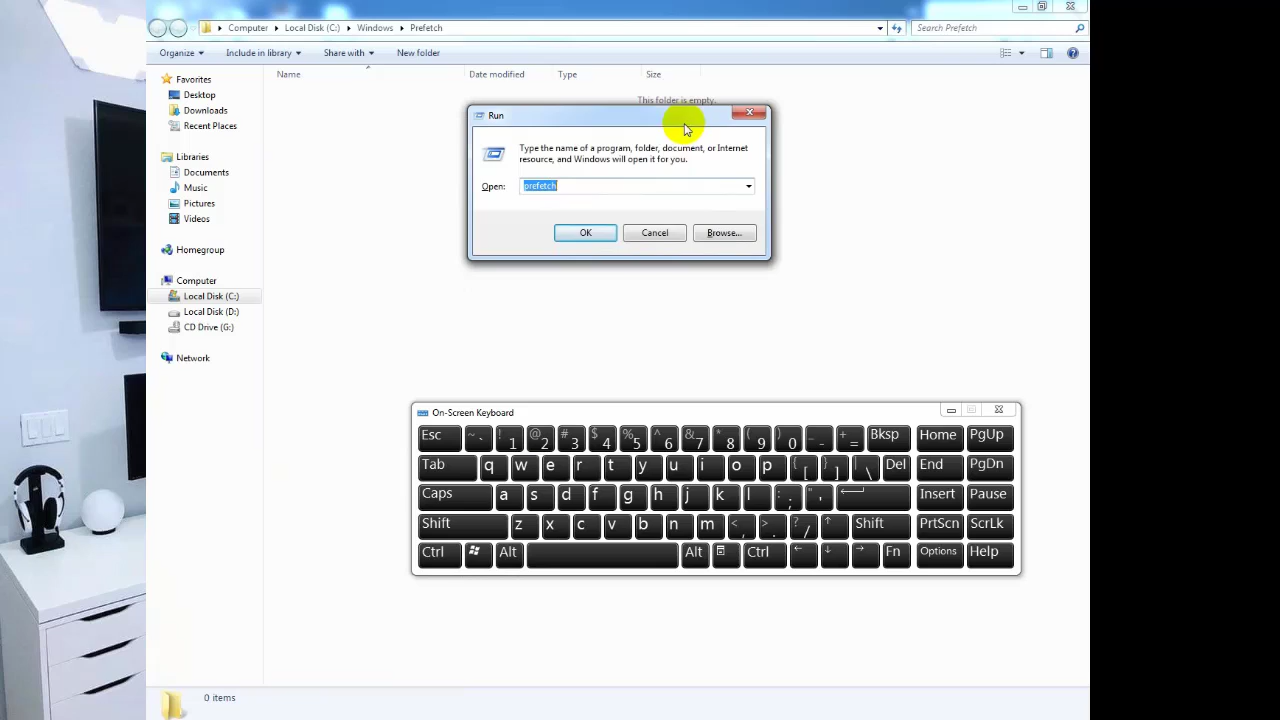 Computer Local Disk (C:) Windows Prefetch
Search Prefetch
Organize Include in library Share with New folder
Name Date modified Type Size
This folder is empty.
Favorites
Desktop
Downloads
Recent Places
Libraries
Documents
Music
Pictures
Videos
Homegroup
Computer
Local Disk (C:)
Local Disk (D:)
CD Drive (G:)
Network
Run
Type the name of a program, folder, document, or Internet
resource, and Windows will open it for you.
Open: prefetch
OK Cancel Browse...
On-Screen Keyboard
Esc ~ ` ! 1 @ 2 # 3 $ 4 % 5 ^ 6 & 7 * 8 ( 9 ) 0 _ - + = Bksp Home PgUp
Tab q w e r t y u i o p { [ } ] | \ Del End PgDn
Caps a s d f g h j k l : ; " , Insert Pause
Shift z x c v b n m < , > . ? / ↑ Shift PrtScn ScrLk
Ctrl Alt Alt Ctrl ← ↓ → Fn Options Help
0 items